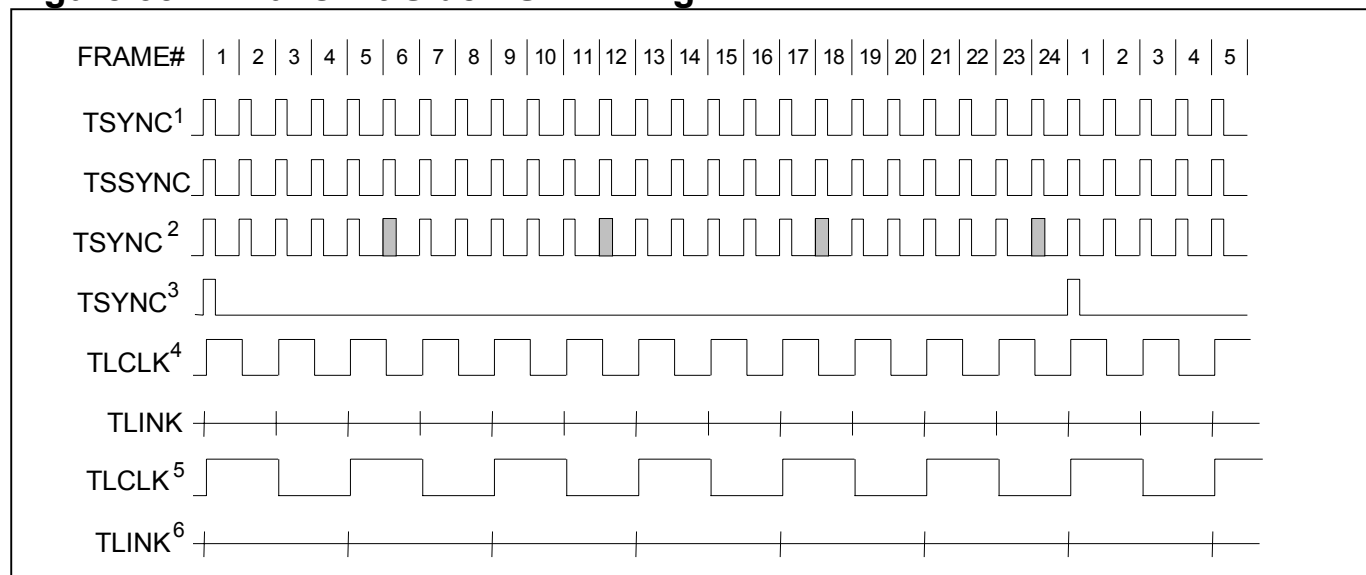 FRAME# 1 2 3 4 5 6 7 8 9 10 11 12 13 14 15 16 17 18 19 20 21 22 23 24 1 2 3 4 5
TSYNC¹
TSSYNC
TSYNC²
TSYNC³
TLCLK⁴
TLINK
TLCLK⁵
TLINK⁶